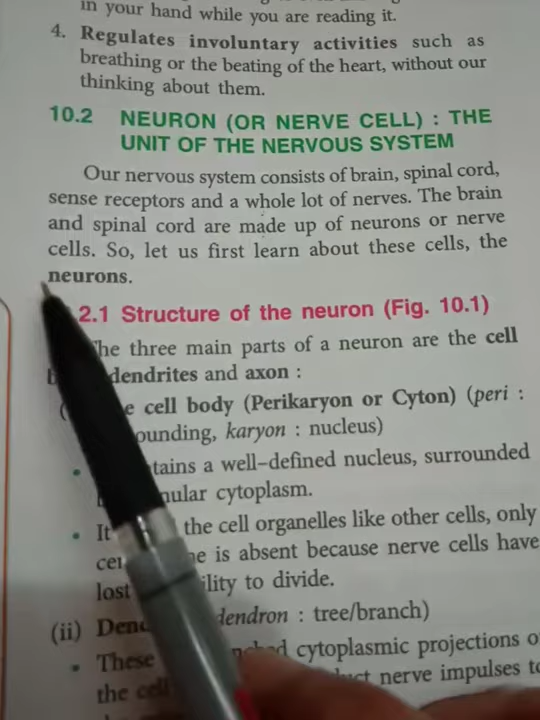 in your hand while you are reading it.
4. Regulates involuntary activities such as
breathing or the beating of the heart, without our
thinking about them.
10.2 NEURON (OR NERVE CELL) : THE
UNIT OF THE NERVOUS SYSTEM
Our nervous system consists of brain, spinal cord,
sense receptors and a whole lot of nerves. The brain
and spinal cord are made up of neurons or nerve
cells. So, let us first learn about these cells, the
neurons.
2.1 Structure of the neuron (Fig. 10.1)
The three main parts of a neuron are the cell
dendrites and axon :
cell body (Perikaryon or Cyton) (peri :
karyon : nucleus)
a well–defined nucleus, surrounded
cytoplasm.
• It the cell organelles like other cells, only
is absent because nerve cells have
lost to divide.
(ii) : tree/branch)
• These cytoplasmic projections
nerve impulses to
the